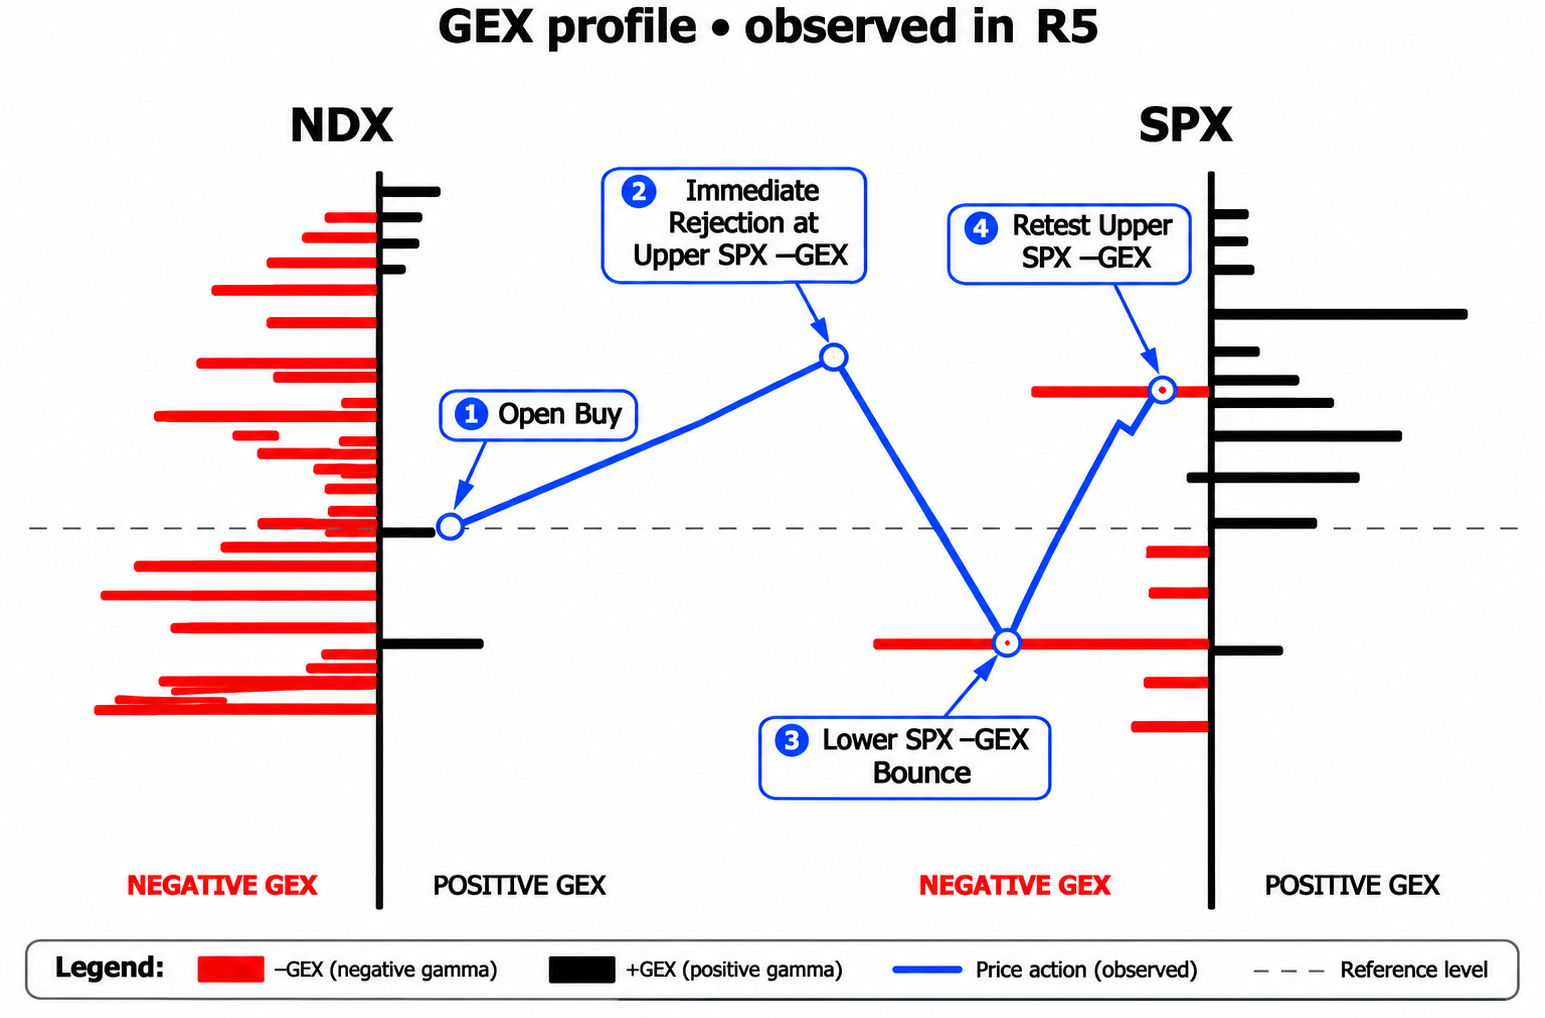 GEX profile • observed in R5
NDX
SPX
2 Immediate
Rejection at
Upper SPX –GEX
4 Retest Upper
SPX –GEX
1 Open Buy
3 Lower SPX –GEX
Bounce
NEGATIVE GEX
POSITIVE GEX
NEGATIVE GEX
POSITIVE GEX
Legend:
–GEX (negative gamma)
+GEX (positive gamma)
Price action (observed)
Reference level